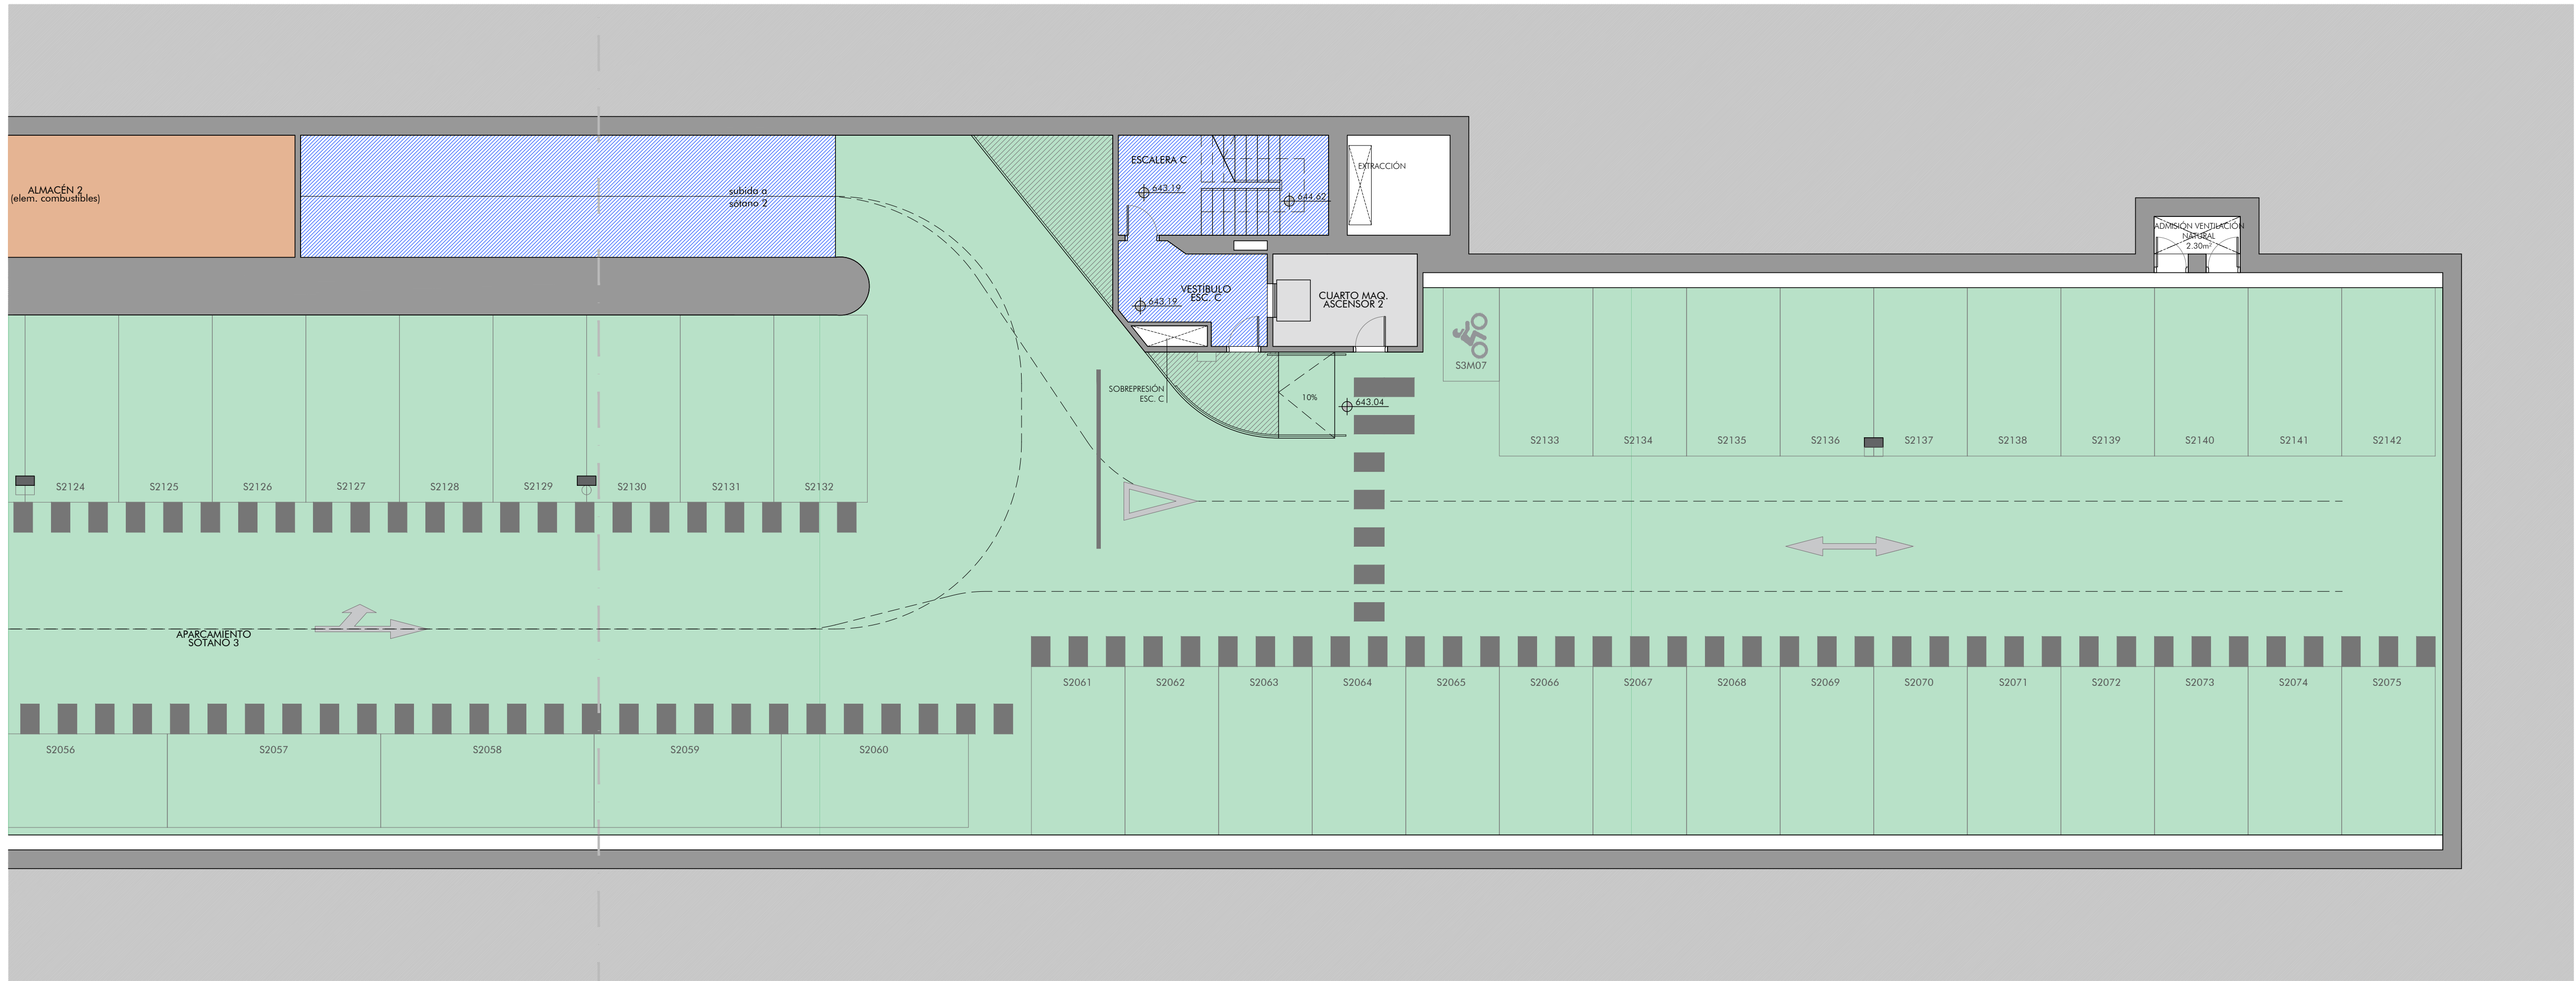 ALMACÉN 2
(elem. combustibles)
subida a
sótano 2
ESCALERA C
643.19
644.62
EXTRACCIÓN
ADMISIÓN VENTILACIÓN
NATURAL
2.30m²
VESTÍBULO
ESC. C
643.19
CUARTO MAQ.
ASCENSOR 2
SOBREPRESIÓN
ESC. C
10%
643.04
S3M07
S2133
S2134
S2135
S2136
S2137
S2138
S2139
S2140
S2141
S2142
S2124
S2125
S2126
S2127
S2128
S2129
S2130
S2131
S2132
APARCAMIENTO
SOTANO 3
S2061
S2062
S2063
S2064
S2065
S2066
S2067
S2068
S2069
S2070
S2071
S2072
S2073
S2074
S2075
S2056
S2057
S2058
S2059
S2060